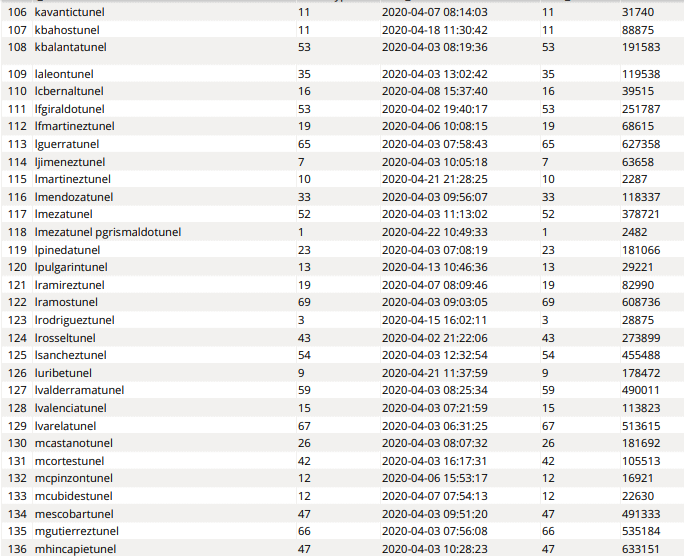 106 kavantictunel 11 2020-04-07 08:14:03 11 31740
107 kbahostunel 11 2020-04-18 11:30:42 11 88875
108 kbalantatunel 53 2020-04-03 08:19:36 53 191583
109 laleontunel 35 2020-04-03 13:02:42 35 119538
110 lcbernaltunel 16 2020-04-08 15:37:40 16 39515
111 lfgiraldotunel 53 2020-04-02 19:40:17 53 251787
112 lfmartineztunel 19 2020-04-06 10:08:15 19 68615
113 lguerratunel 65 2020-04-03 07:58:43 65 627358
114 ljimeneztunel 7 2020-04-03 10:05:18 7 63658
115 lmartineztunel 10 2020-04-21 21:28:25 10 2287
116 lmendozatunel 33 2020-04-03 09:56:07 33 118337
117 lmezatunel 52 2020-04-03 11:13:02 52 378721
118 lmezatunel pgrismaldotunel 1 2020-04-22 10:49:33 1 2482
119 lpinedatunel 23 2020-04-03 07:08:19 23 181066
120 lpulgarintunel 13 2020-04-13 10:46:36 13 29221
121 lramireztunel 19 2020-04-07 08:09:46 19 82990
122 lramostunel 69 2020-04-03 09:03:05 69 608736
123 lrodrigueztunel 3 2020-04-15 16:02:11 3 28875
124 lrosseltunel 43 2020-04-02 21:22:06 43 273899
125 lsancheztunel 54 2020-04-03 12:32:54 54 455488
126 luribetunel 9 2020-04-21 11:37:59 9 178472
127 lvalderramatunel 59 2020-04-03 08:25:34 59 490011
128 lvalenciatunel 15 2020-04-03 07:21:59 15 113823
129 lvarelatunel 67 2020-04-03 06:31:25 67 513615
130 mcastanotunel 26 2020-04-03 08:07:32 26 181692
131 mcortestunel 42 2020-04-03 16:17:31 42 105513
132 mcpinzontunel 12 2020-04-06 15:53:17 12 16921
133 mcubidestunel 12 2020-04-07 07:54:13 12 22630
134 mescobartunel 47 2020-04-03 09:51:20 47 491333
135 mgutierreztunel 66 2020-04-03 07:56:08 66 535184
136 mhincapietunel 47 2020-04-03 10:28:23 47 633151